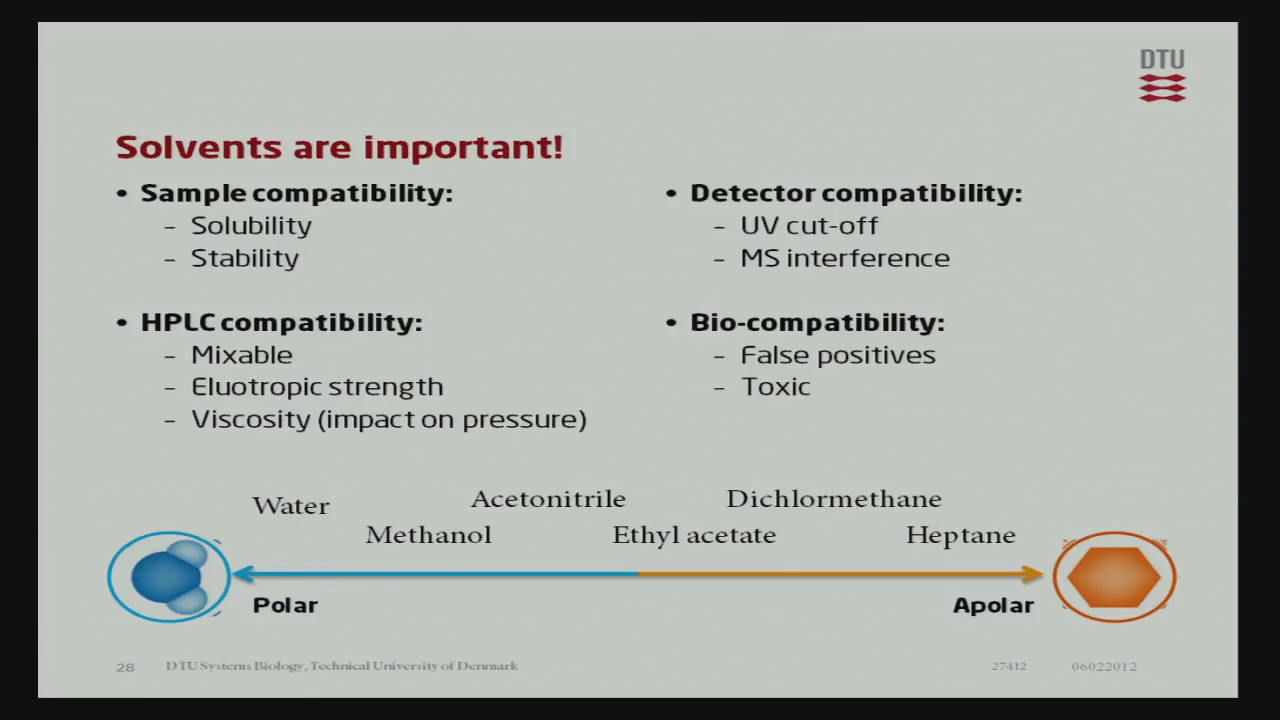 DTU
Solvents are important!
• Sample compatibility:
– Solubility
– Stability
• HPLC compatibility:
– Mixable
– Eluotropic strength
– Viscosity (impact on pressure)
• Detector compatibility:
– UV cut-off
– MS interference
• Bio-compatibility:
– False positives
– Toxic
Water
Methanol
Acetonitrile
Ethyl acetate
Dichlormethane
Heptane
Polar
Apolar
28 DTU Systems Biology, Technical University of Denmark 27412 06022012